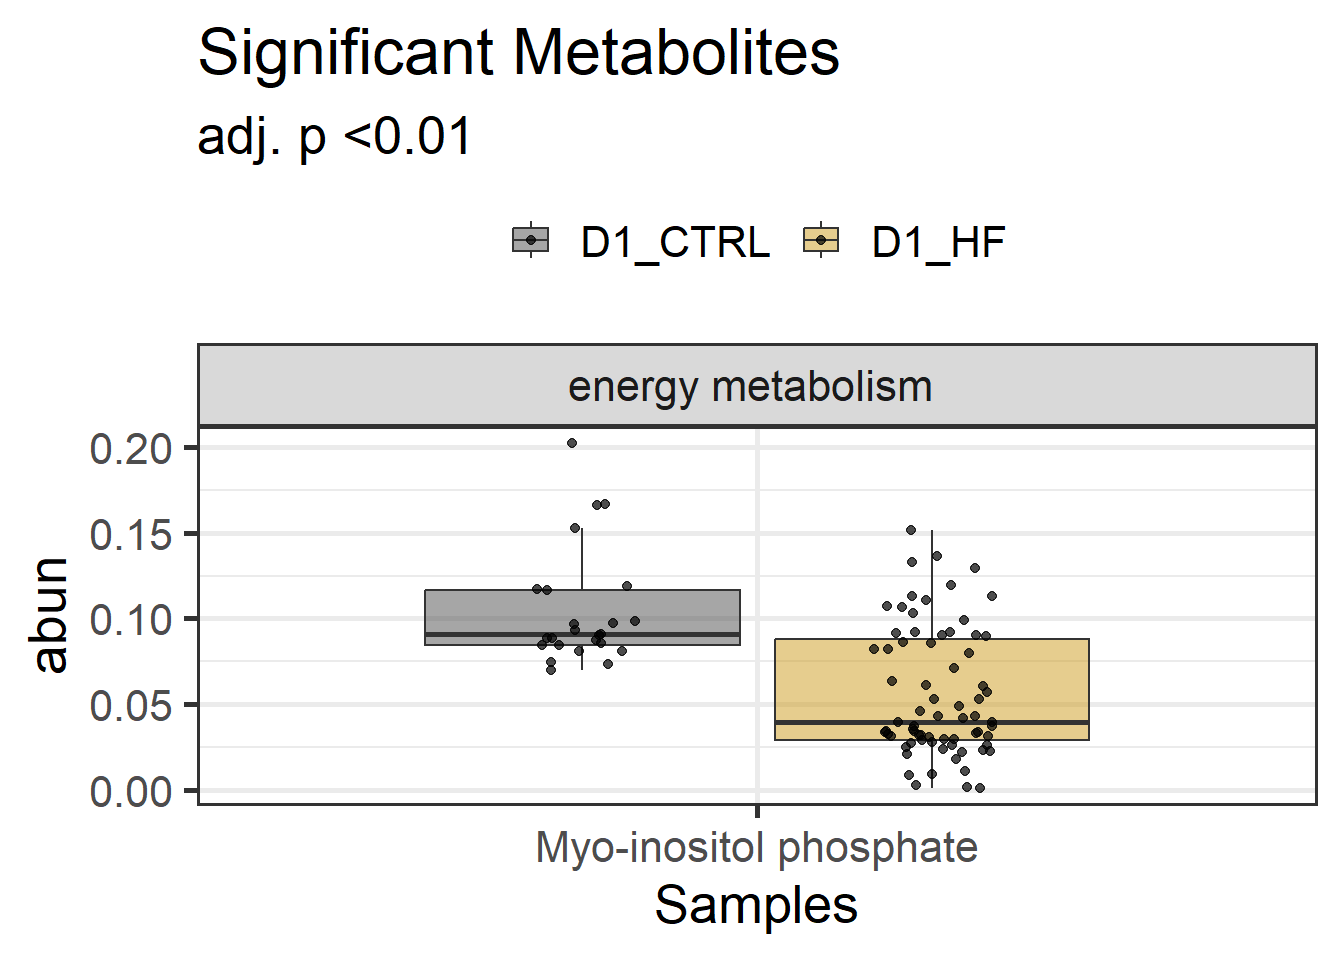 Significant Metabolites
adj. p <0.01
D1_CTRL D1_HF
energy metabolism
0.20
0.15
0.10
0.05
0.00
abun
Myo-inositol phosphate
Samples